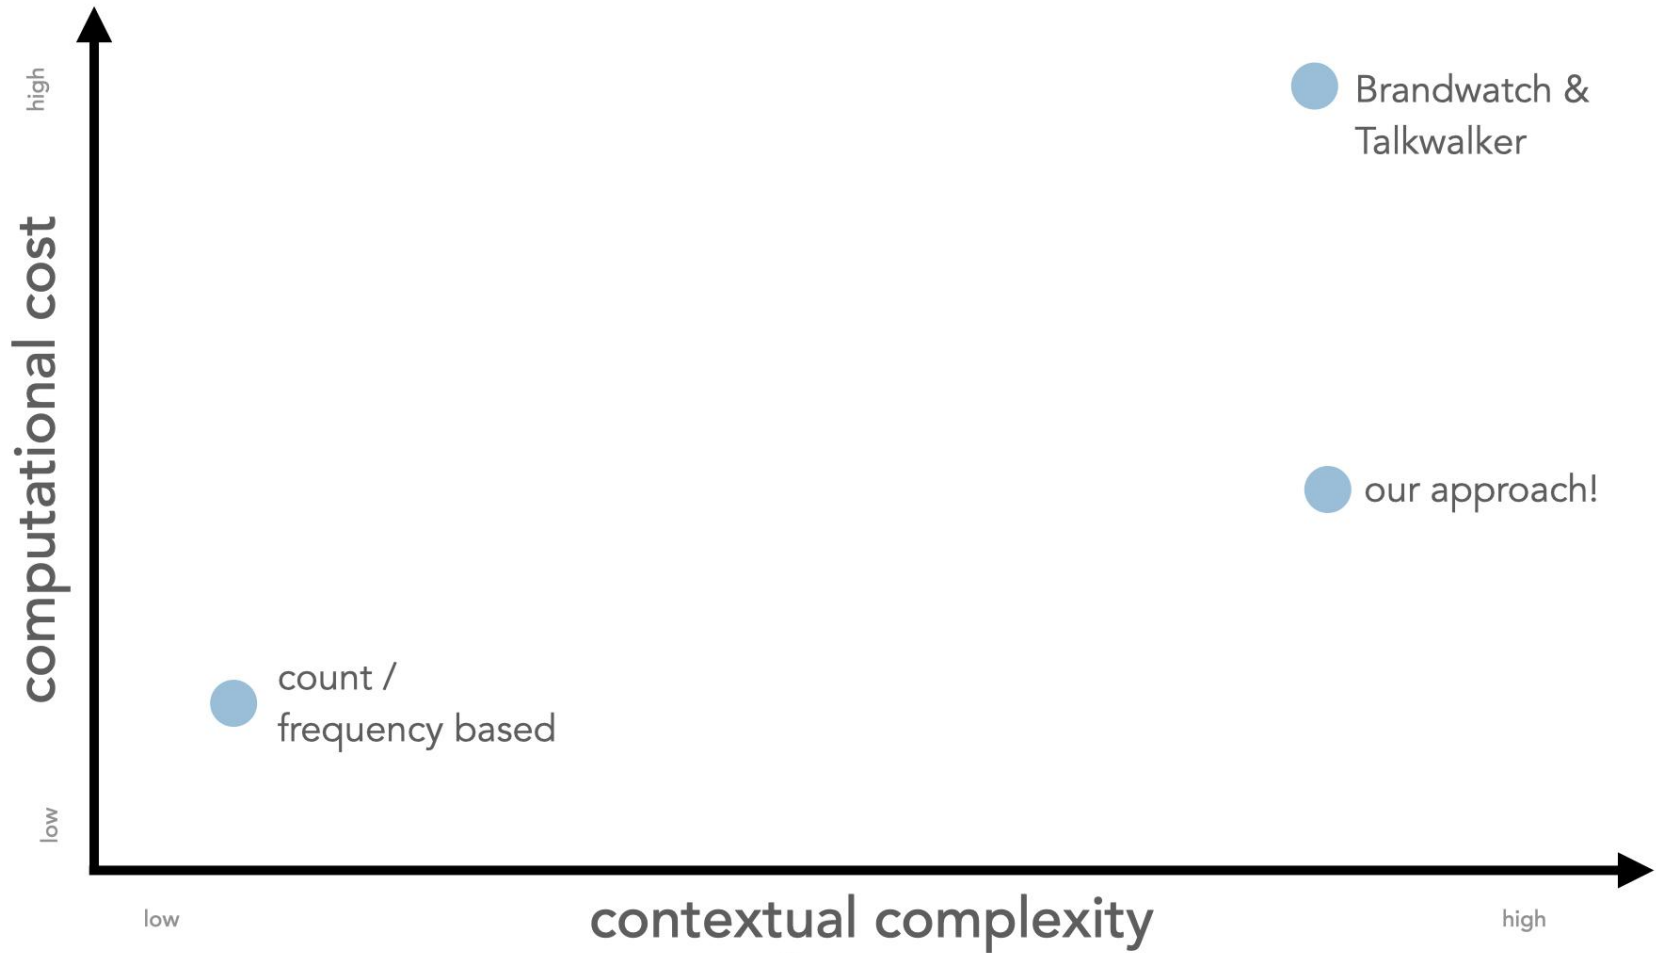 high
Brandwatch &
Talkwalker
computational cost
our approach!
count /
frequency based
low
low
contextual complexity
high